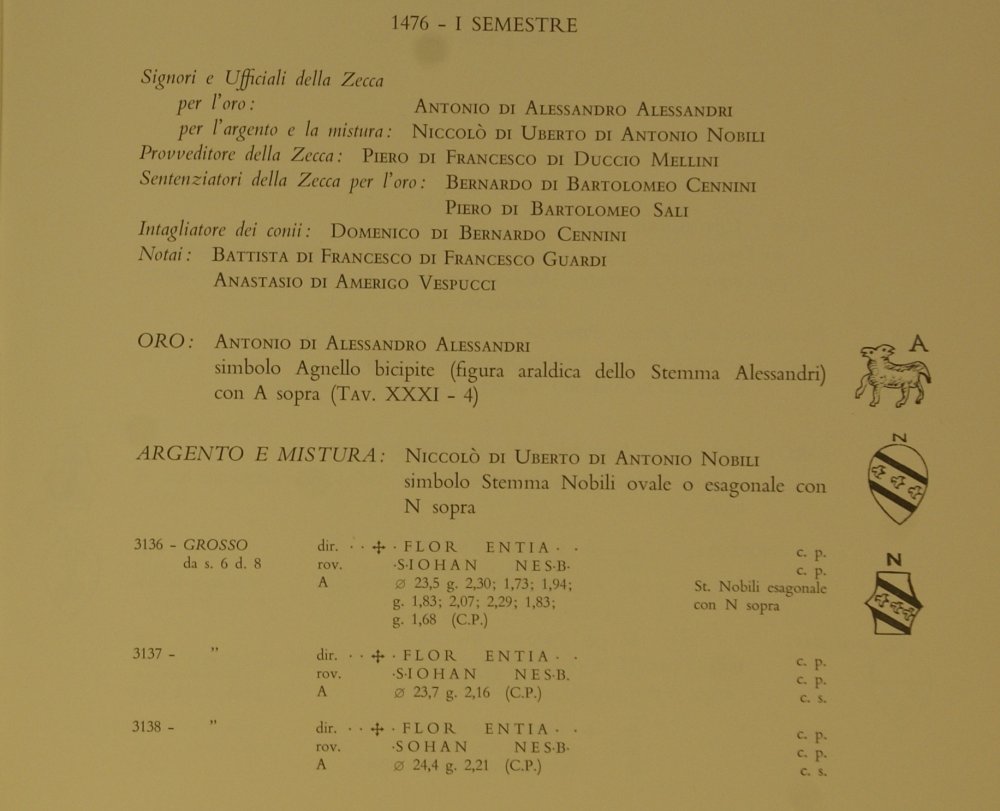 1476 – I SEMESTRE
Signori e Ufficiali della Zecca
per l'oro: ANTONIO DI ALESSANDRO ALESSANDRI
per l'argento e la mistura: NICCOLÒ DI UBERTO DI ANTONIO NOBILI
Provveditore della Zecca: PIERO DI FRANCESCO DI DUCCIO MELLINI
Sentenziatori della Zecca per l'oro: BERNARDO DI BARTOLOMEO CENNINI
PIERO DI BARTOLOMEO SALI
Intagliatore dei conii: DOMENICO DI BERNARDO CENNINI
Notai: BATTISTA DI FRANCESCO DI FRANCESCO GUARDI
ANASTASIO DI AMERIGO VESPUCCI
ORO: ANTONIO DI ALESSANDRO ALESSANDRI
simbolo Agnello bicipite (figura araldica dello Stemma Alessandri)
con A sopra (TAV. XXXI – 4)
A
ARGENTO E MISTURA: NICCOLÒ DI UBERTO DI ANTONIO NOBILI
simbolo Stemma Nobili ovale o esagonale con
N sopra
N
3136 – GROSSO dir. · · ✣ · FLOR ENTIA · · c. p.
da s. 6 d. 8 rov. ·S·IOHAN NES·B· c. p.
A ∅ 23,5 g. 2,30; 1,73; 1,94; St. Nobili esagonale
g. 1,83; 2,07; 2,29; 1,83; con N sopra
g. 1,68 (C.P.)
N
3137 – ” dir. · · ✣ · FLOR ENTIA · · c. p.
rov. ·S·IOHAN NES·B. c. p.
A ∅ 23,7 g. 2,16 (C.P.) c. s.
3138 – ” dir. · · ✣ · FLOR ENTIA · · c. p.
rov. ·SOHAN NES·B· c. p.
A ∅ 24,4 g. 2,21 (C.P.) c. s.